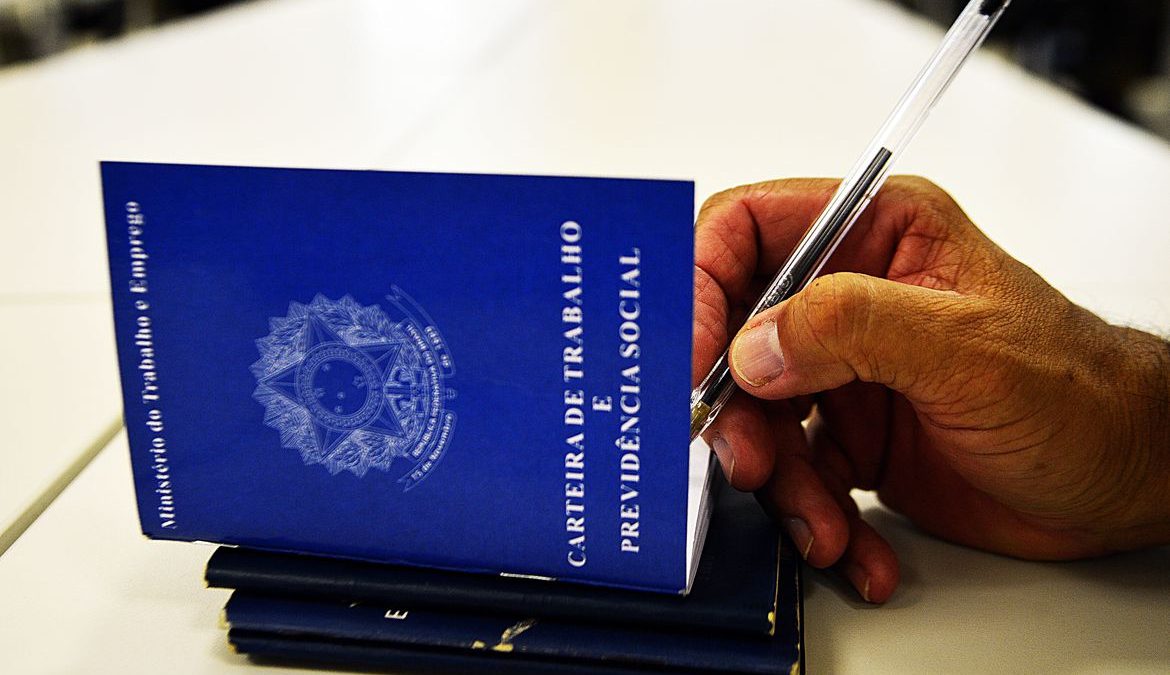 Ministério do Trabalho e Emprego
CARTEIRA DE TRABALHO
E
PREVIDÊNCIA SOCIAL
E